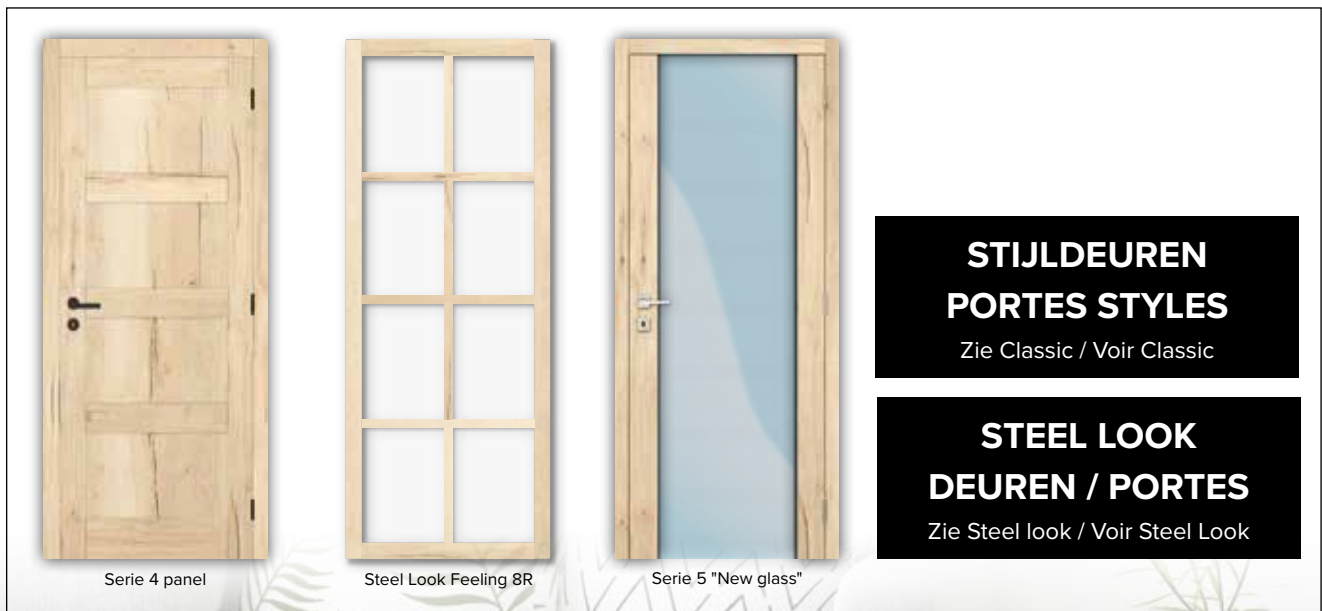 STIJLDEUREN
PORTES STYLES
Zie Classic / Voir Classic
STEEL LOOK
DEUREN / PORTES
Zie Steel look / Voir Steel Look
Serie 4 panel
Steel Look Feeling 8R
Serie 5 "New glass"